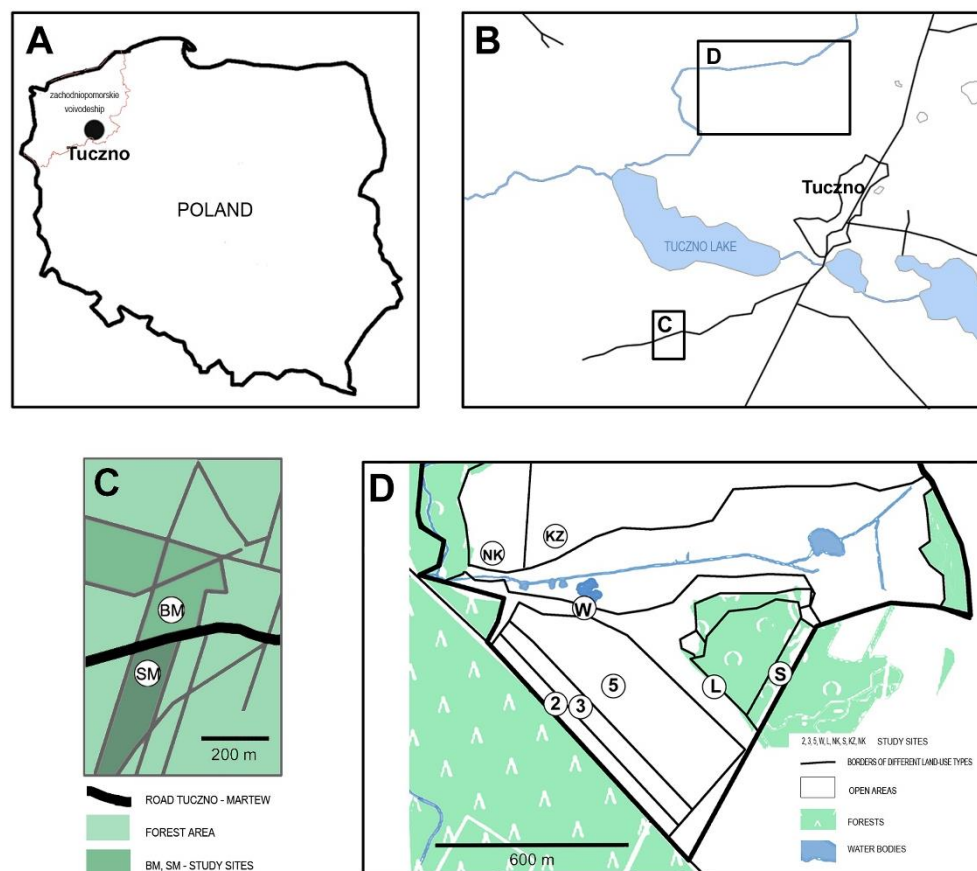 A
zachodniopomorskie
voivodeship
Tuczno
POLAND
B
D
Tuczno
TUCZNO LAKE
C
C
BM
SM
200 m
ROAD TUCZNO - MARTEW
FOREST AREA
BM, SM - STUDY SITES
D
NK
KZ
W
5
L
S
2
3
600 m
2,3, 5, W, L, NK, S, KZ, NK STUDY SITES
BORDERS OF DIFFERENT LAND-USE TYPES
OPEN AREAS
FORESTS
WATER BODIES